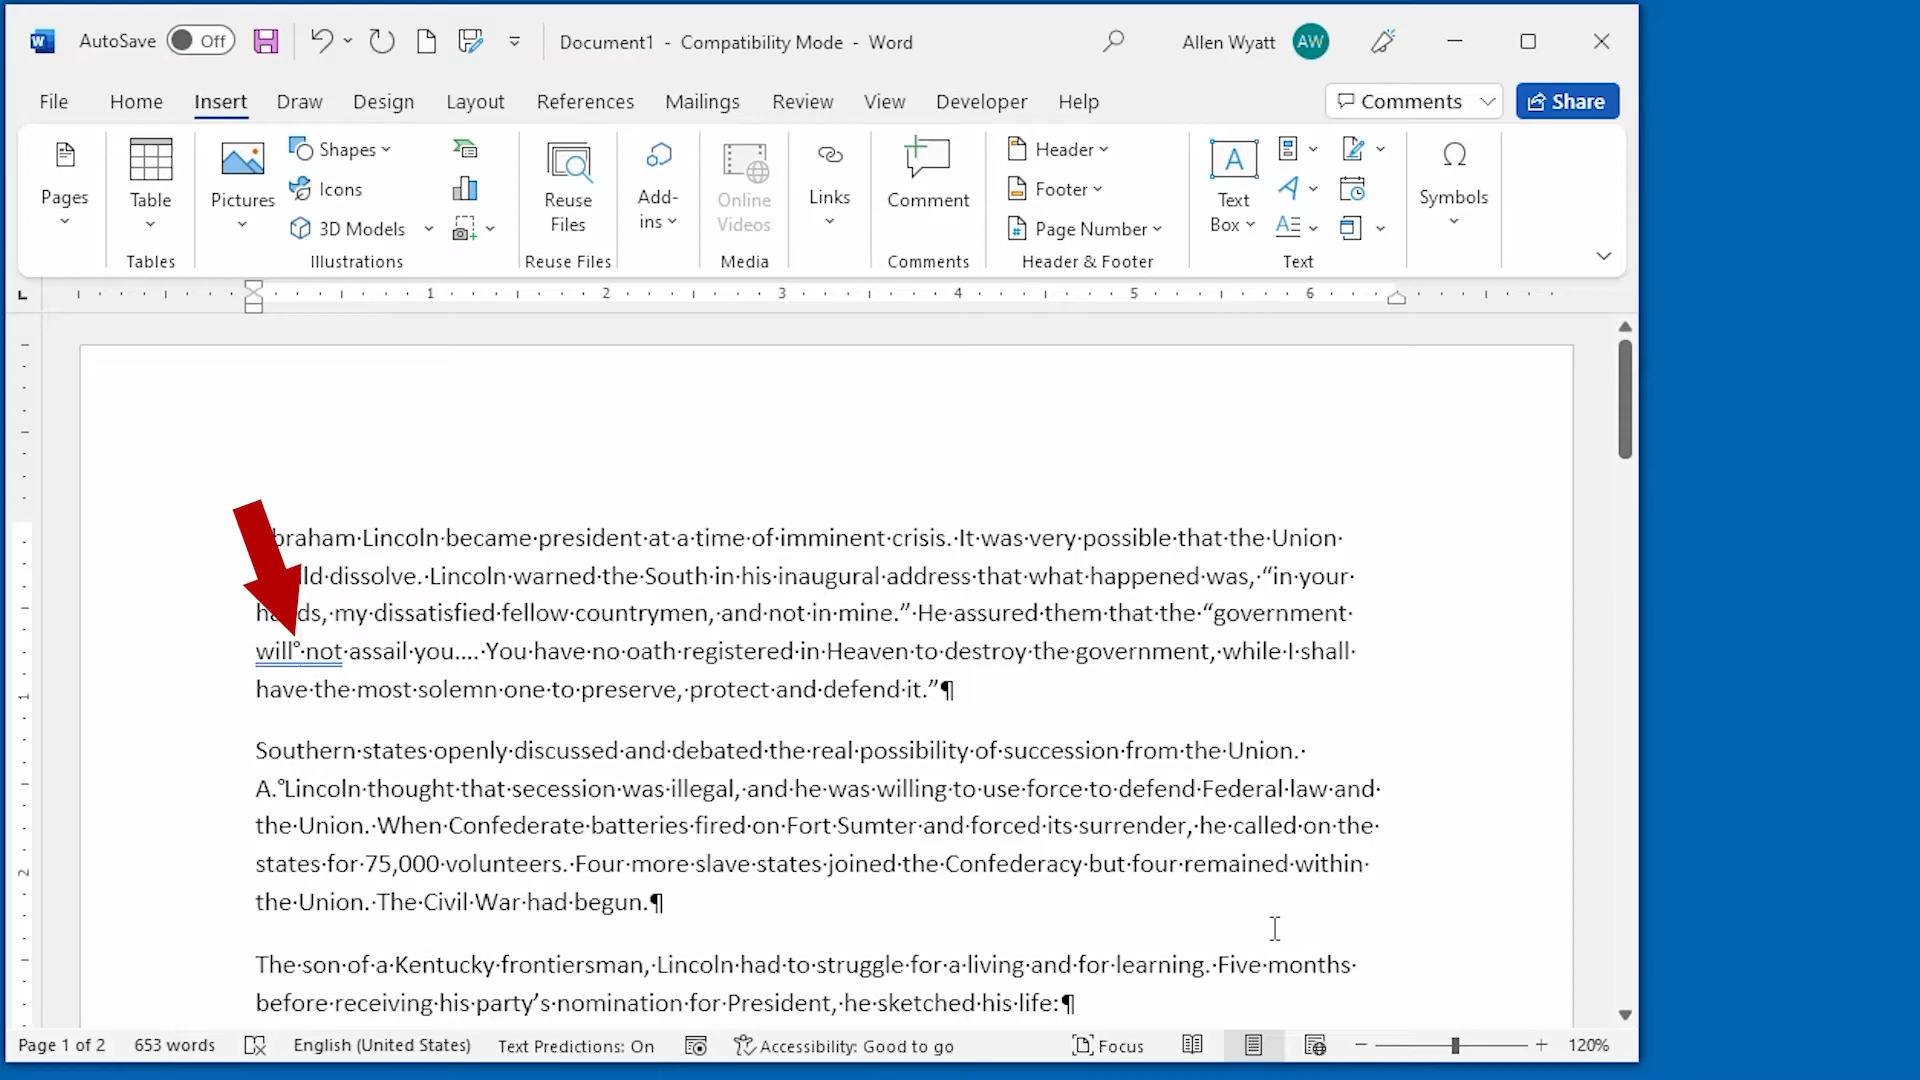 AutoSave Off Document1 - Compatibility Mode - Word Allen Wyatt AW
File Home Insert Draw Design Layout References Mailings Review View Developer Help Comments Share
Pages
Table
Tables
Pictures
Shapes
Icons
3D Models
Illustrations
Reuse
Files
Reuse Files
Add-
ins
Online
Videos
Media
Links
Comment
Comments
Header
Footer
Page Number
Header & Footer
Text
Box
Text
Symbols
1 2 3 4 5 6
braham·Lincoln·became·president·at·a·time·of·imminent·crisis.·It·was·very·possible·that·the·Union·
ld·dissolve.·Lincoln·warned·the·South·in·his·inaugural·address·that·what·happened·was,·“in·your·
hands,·my·dissatisfied·fellow·countrymen,·and·not·in·mine.”·He·assured·them·that·the·“government·
will°·not·assail·you....·You·have·no·oath·registered·in·Heaven·to·destroy·the·government,·while·I·shall·
have·the·most·solemn·one·to·preserve,·protect·and·defend·it.”¶
Southern·states·openly·discussed·and·debated·the·real·possibility·of·succession·from·the·Union.·
A.°Lincoln·thought·that·secession·was·illegal,·and·he·was·willing·to·use·force·to·defend·Federal·law·and·
the·Union.·When·Confederate·batteries·fired·on·Fort·Sumter·and·forced·its·surrender,·he·called·on·the·
states·for·75,000·volunteers.·Four·more·slave·states·joined·the·Confederacy·but·four·remained·within·
the·Union.·The·Civil·War·had·begun.¶
The·son·of·a·Kentucky·frontiersman,·Lincoln·had·to·struggle·for·a·living·and·for·learning.·Five·months·
before·receiving·his·party’s·nomination·for·President,·he·sketched·his·life:¶
1
2
Page 1 of 2 653 words English (United States) Text Predictions: On Accessibility: Good to go Focus 120%